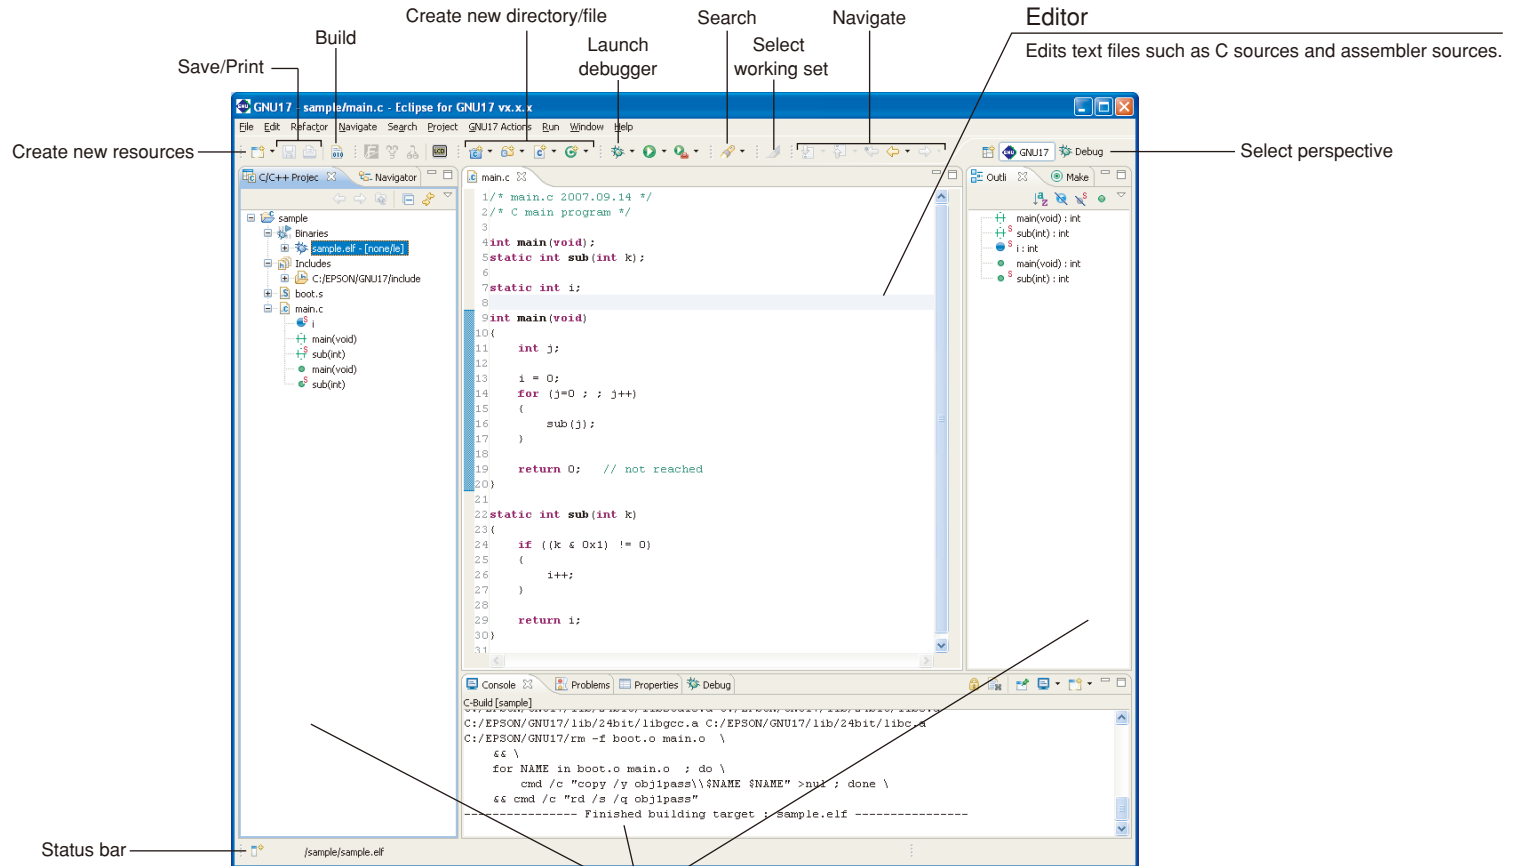 Create new directory/file
Search
Navigate
Editor
Build
Launch debugger
Select working set
Edits text files such as C sources and assembler sources.
Save/Print
GNU17 - sample/main.c - Eclipse for GNU17 vx.x.x
File Edit Refactor Navigate Search Project GNU17 Actions Run Window Help
Create new resources
010
LCD
GNU17 Debug
Select perspective
C/C++ Projec
Navigator
sample
Binaries
sample.elf - [none/le]
Includes
C:/EPSON/GNU17/include
boot.s
main.c
i
main(void)
sub(int)
main(void)
sub(int)
main.c
1/* main.c 2007.09.14 */
2/* C main program */
3
4int main(void);
5static int sub(int k);
6
7static int i;
8
9int main(void)
10{
11    int j;
12
13    i = 0;
14    for (j=0 ; ; j++)
15    {
16        sub(j);
17    }
18
19    return 0;   // not reached
20}
21
22static int sub(int k)
23{
24    if ((k & 0x1) != 0)
25    {
26        i++;
27    }
28
29    return i;
30}
31
Outli
Make
main(void) : int
sub(int) : int
i : int
main(void) : int
sub(int) : int
Console Problems Properties Debug
C-Build [sample]
C:/EPSON/GNU17/lib/24bit/libgcc.a C:/EPSON/GNU17/lib/24bit/libc.a
C:/EPSON/GNU17/rm -f boot.o main.o  \
&& \
for NAME in boot.o main.o  ; do \
cmd /c "copy /y obj1pass\\$NAME $NAME" >nul ; done \
&& cmd /c "rd /s /q obj1pass"
---------------- Finished building target : sample.elf ----------------
Status bar
/sample/sample.elf